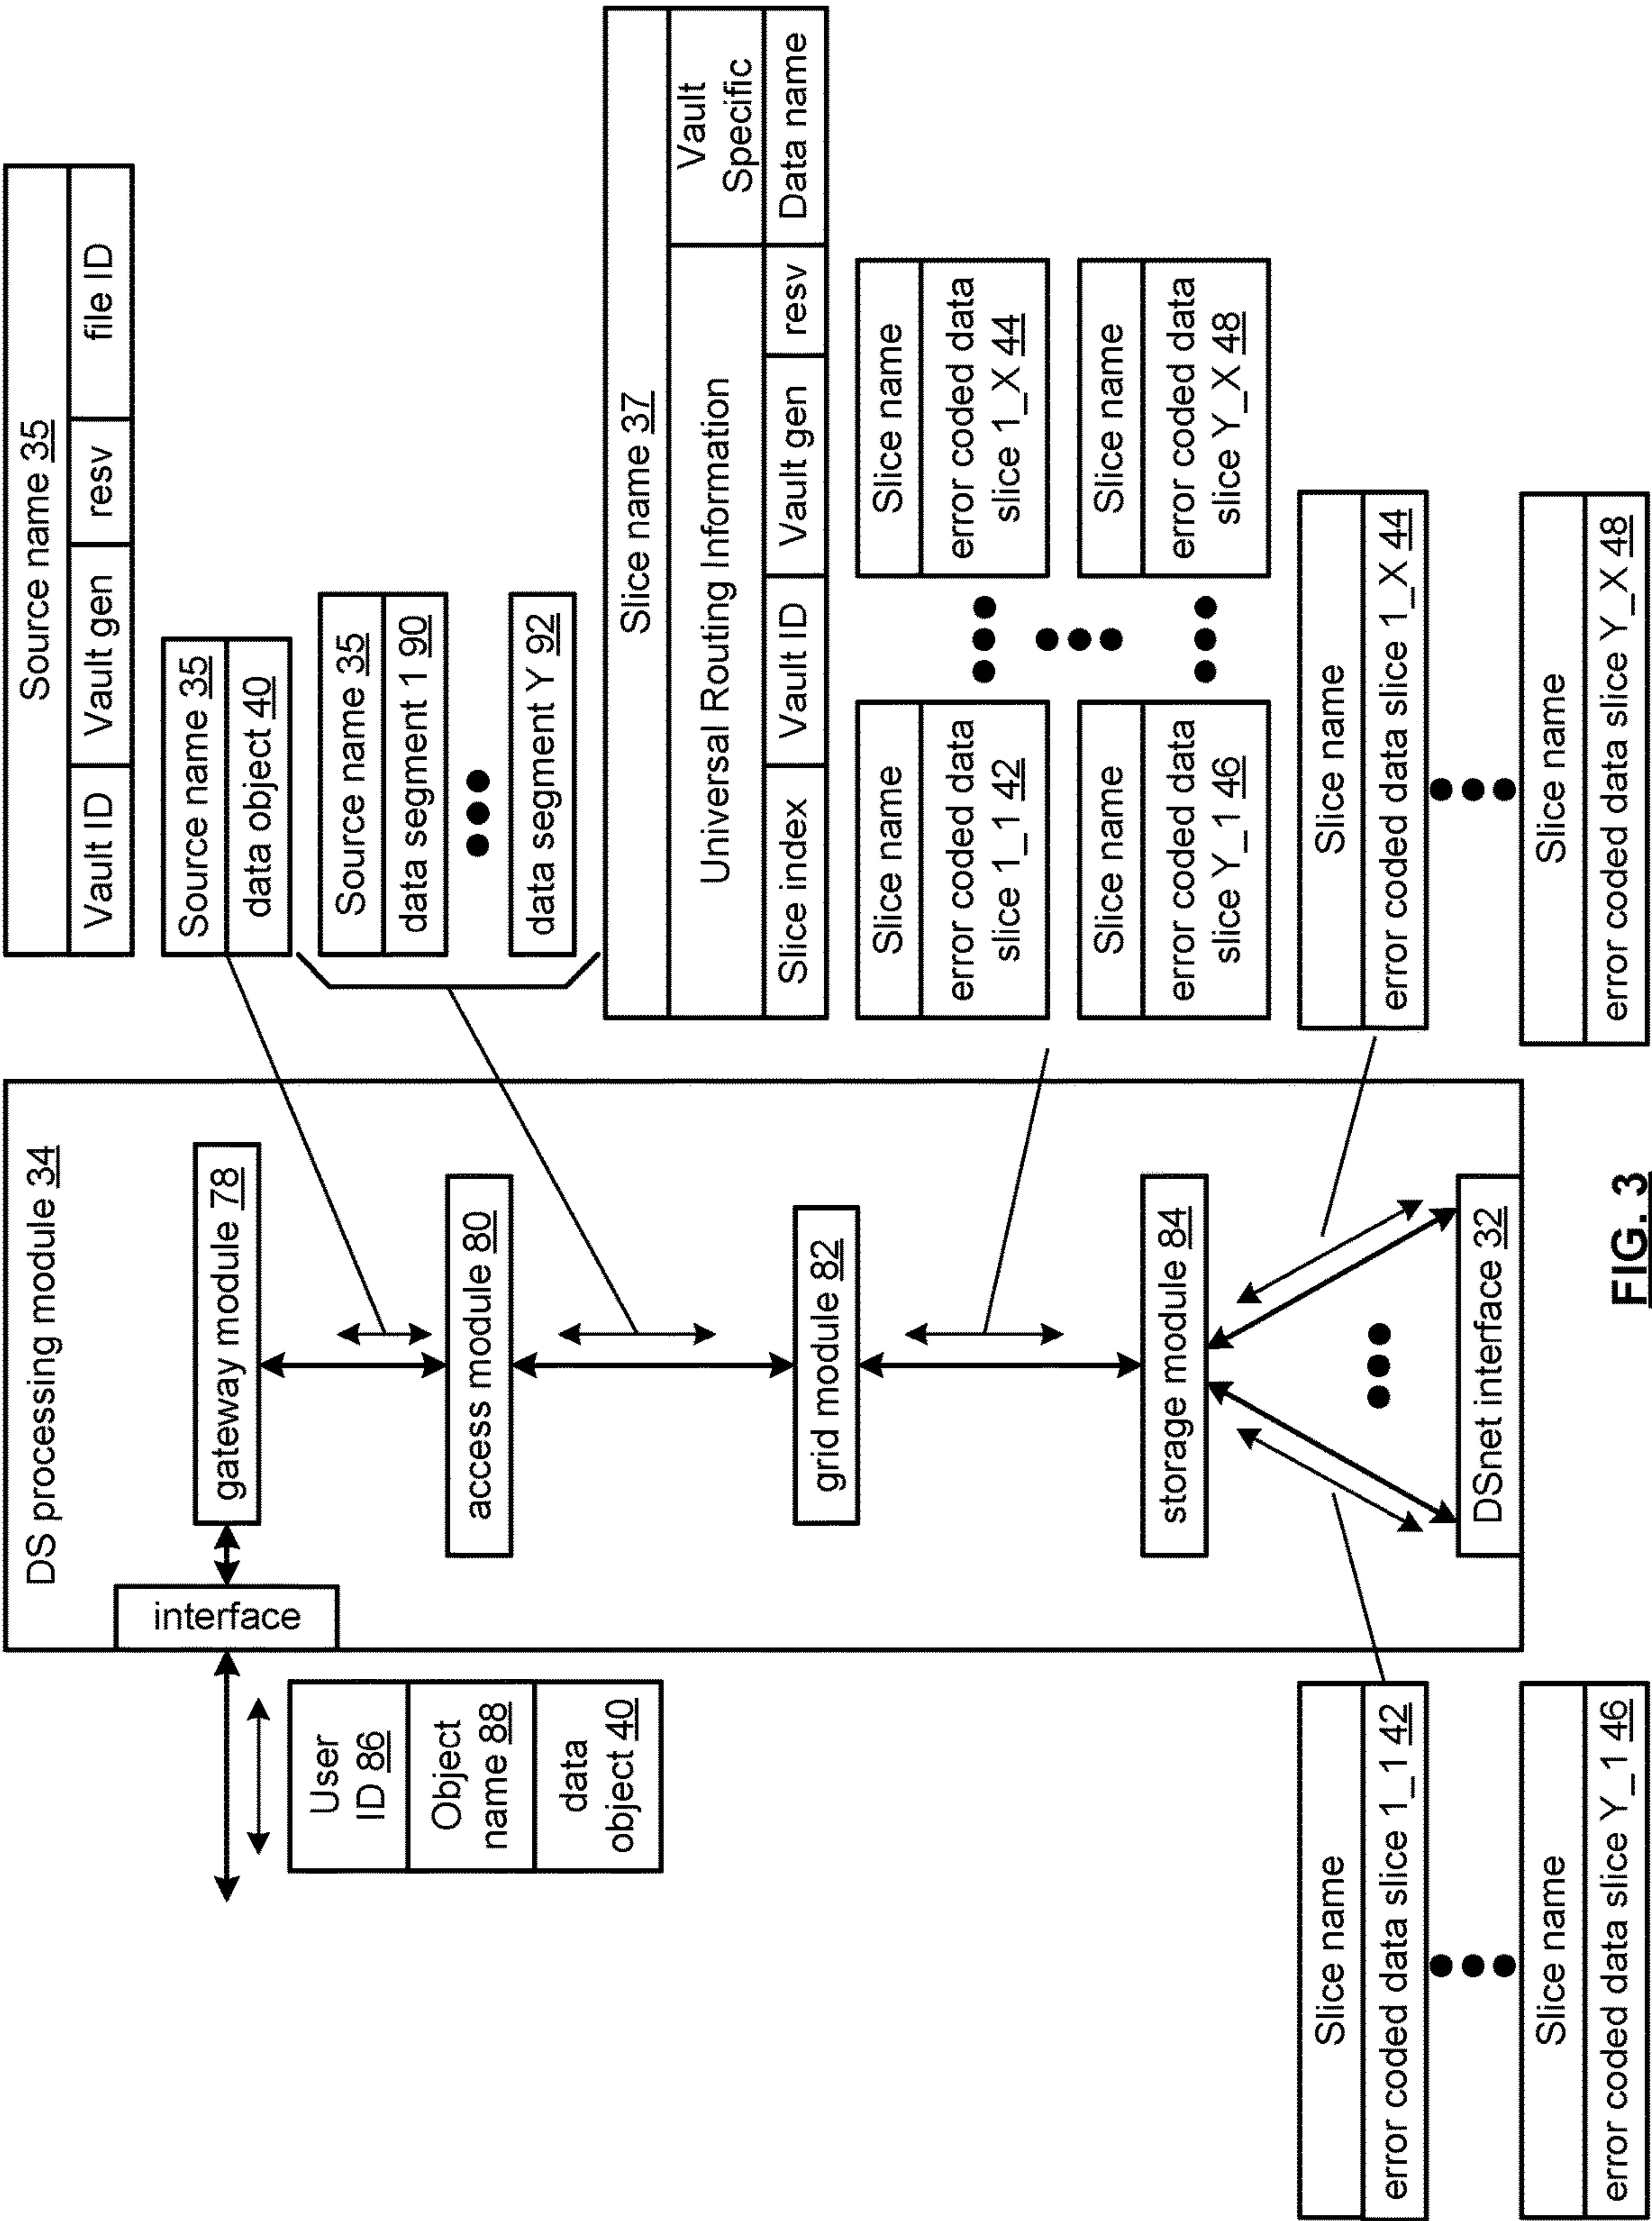 DS processing module 34
interface
gateway module 78
access module 80
grid module 82
storage module 84
DSnet interface 32
User
ID 86
Object
name 88
data
object 40
Source name 35
Vault ID
Vault gen
resv
file ID
Source name 35
data object 40
Source name 35
data segment 1 90
data segment Y 92
Slice name 37
Universal Routing Information
Vault
Specific
Slice index
Vault ID
Vault gen
resv
Data name
Slice name
error coded data
slice 1_1 42
Slice name
error coded data
slice 1_X 44
Slice name
error coded data
slice Y_1 46
Slice name
error coded data
slice Y_X 48
Slice name
error coded data slice 1_1 42
Slice name
error coded data slice Y_1 46
Slice name
error coded data slice 1_X 44
Slice name
error coded data slice Y_X 48
FIG. 3